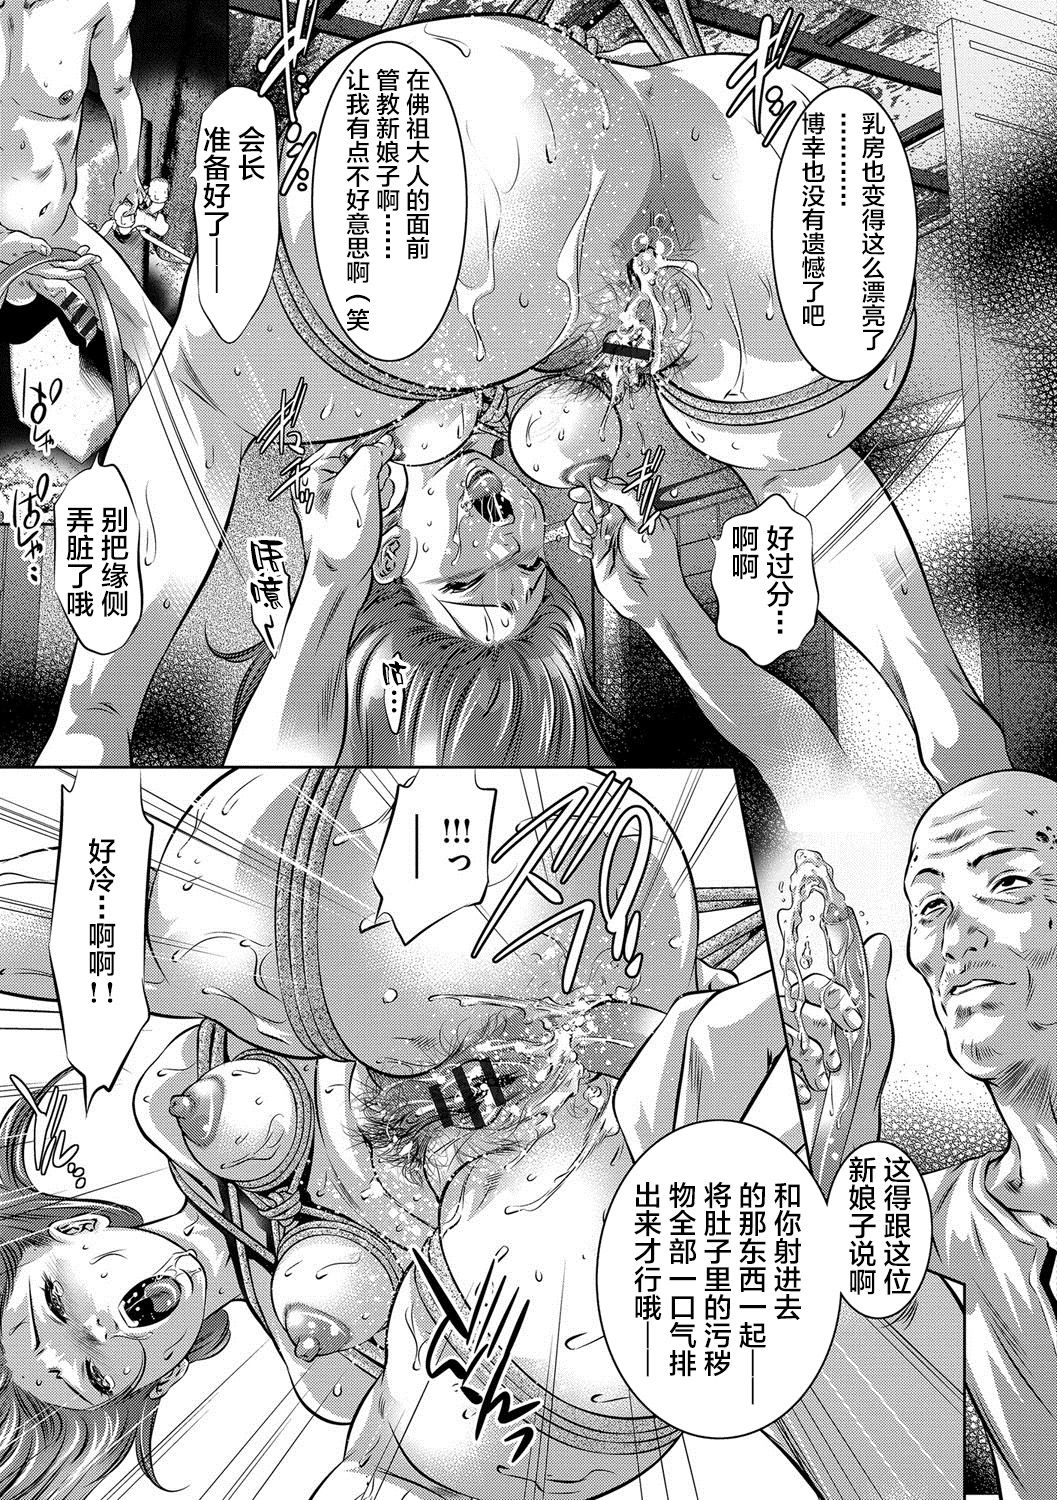 乳房也变得这么漂亮了
…………
博幸也没有遗憾了吧
在佛祖大人的面前
管教新娘子啊……
让我有点不好意思啊（笑
会长
准备好了——
好过分…
啊啊
别把缘侧
弄脏了哦
咕…
这得跟这位
新娘子说啊
和你射进去
的那东西一起——
将肚子里的污秽
物全部一口气排
出来才行哦——
!!!っ
——
好冷…啊啊!!